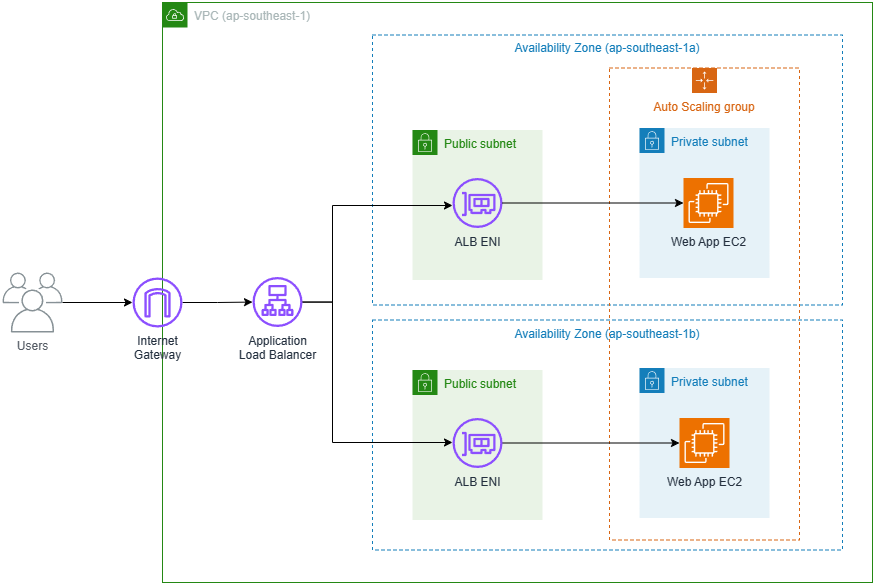 VPC (ap-southeast-1)
Availability Zone (ap-southeast-1a)
Auto Scaling group
Public subnet
Private subnet
ALB ENI
Web App EC2
Users
Internet
Gateway
Application
Load Balancer
Availability Zone (ap-southeast-1b)
Public subnet
Private subnet
ALB ENI
Web App EC2